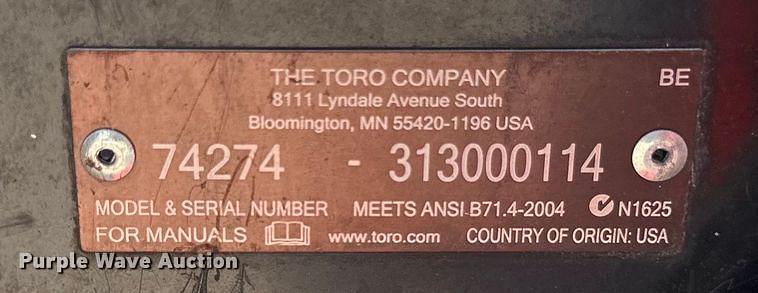 THE TORO COMPANY BE
8111 Lyndale Avenue South
Bloomington, MN 55420-1196 USA
74274 - 313000114
MODEL & SERIAL NUMBER MEETS ANSI B71.4-2004 N1625
FOR MANUALS www.toro.com COUNTRY OF ORIGIN: USA
Purple Wave Auction